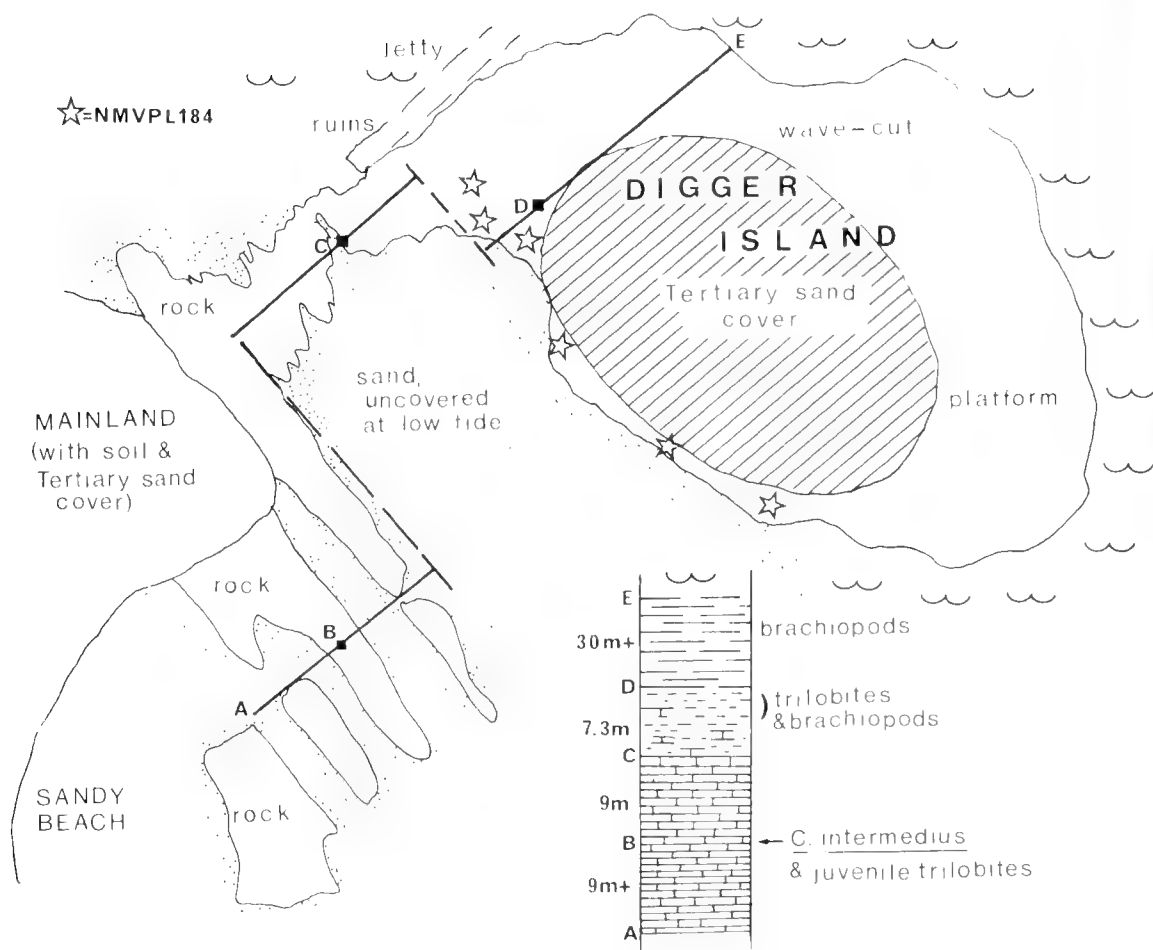 E
Jetty
☆=NMVPL184
ruins
wave-cut
DIGGER
ISLAND
D
C
Tertiary sand
cover
rock
sand,
uncovered
at low tide
platform
MAINLAND
(with soil &
Tertiary sand
cover)
rock
B
A
SANDY
BEACH
rock
E
brachiopods
30m+
D
trilobites
& brachiopods
7.3m
C
9m
B
C. intermedius
& juvenile trilobites
9m+
A